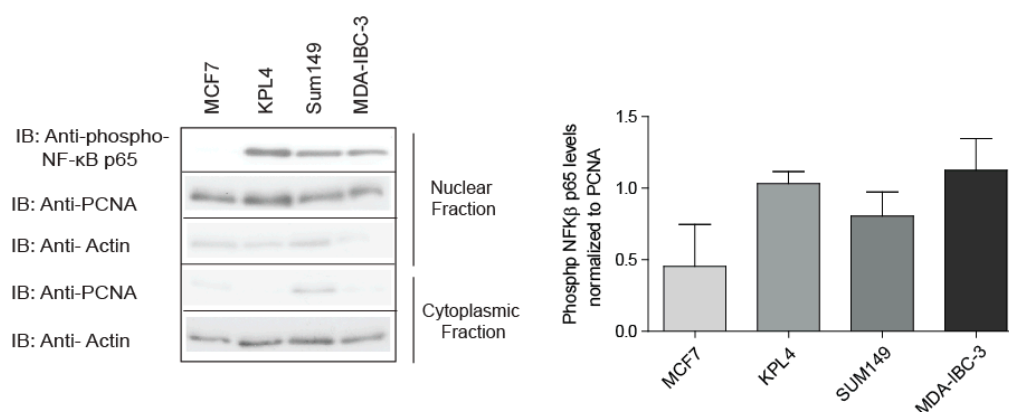 MCF7
KPL4
Sum149
MDA-IBC-3
IB: Anti-phospho-
NF-κB p65
IB: Anti-PCNA
IB: Anti- Actin
Nuclear
Fraction
IB: Anti-PCNA
IB: Anti- Actin
Cytoplasmic
Fraction
Phosphp NFKβ p65 levels
normalized to PCNA
1.5
1.0
0.5
0.0
MCF7
KPL4
SUM149
MDA-IBC-3